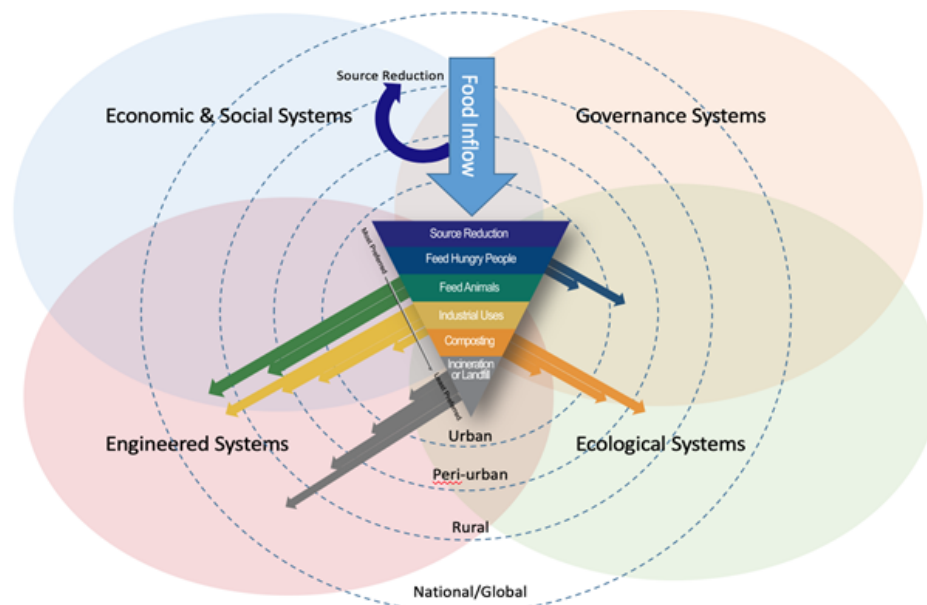 Source Reduction
Food Inflow
Economic & Social Systems
Governance Systems
Most Preferred
Source Reduction
Feed Hungry People
Feed Animals
Industrial Uses
Composting
Incineration
or Landfill
Least Preferred
Engineered Systems
Urban
Ecological Systems
Peri-urban
Rural
National/Global